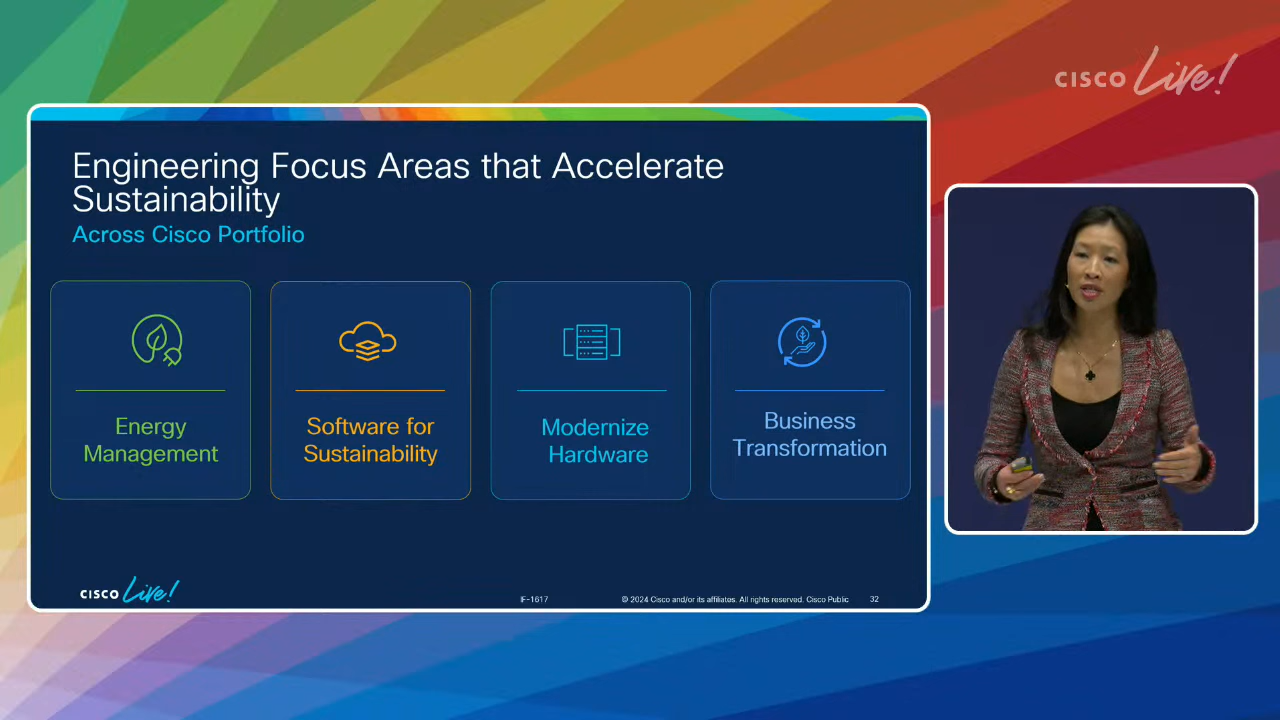 CISCO Live!
Engineering Focus Areas that Accelerate
Sustainability
Across Cisco Portfolio
Energy
Management
Software for
Sustainability
Modernize
Hardware
Business
Transformation
CISCO Live!
IF-1617
© 2024 Cisco and/or its affiliates. All rights reserved. Cisco Public
32